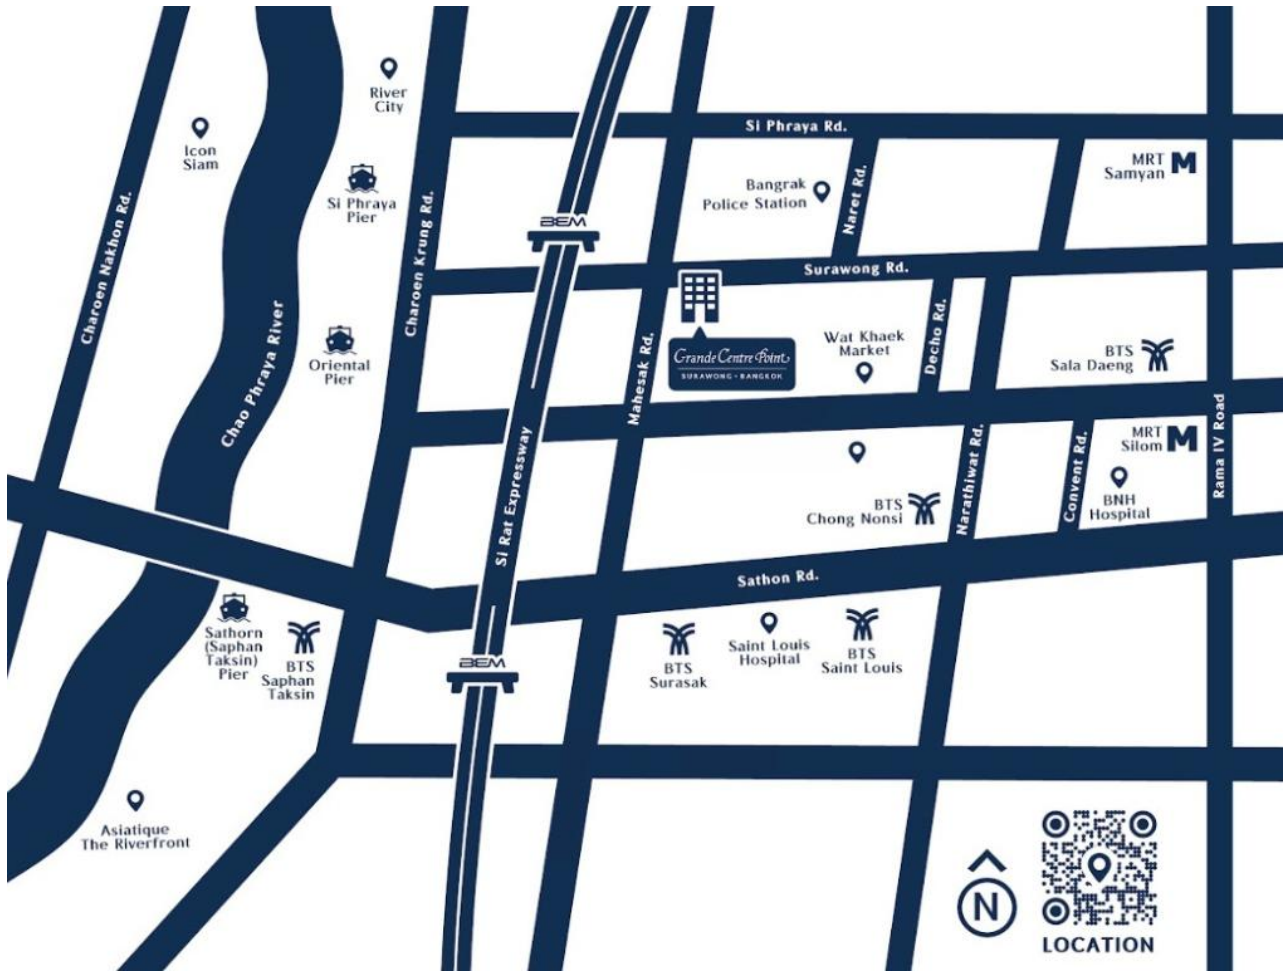 River
City
Icon
Siam
Si Phraya Rd.
MRT
Samyan
Bangrak
Police Station
Naret Rd.
Si Phraya
Pier
Charoen Nakhon Rd.
Charoen Krung Rd.
BEM
Surawong Rd.
Chao Phraya River
Oriental
Pier
Mahesak Rd.
Grande Centre Point
SURAWONG • BANGKOK
Wat Khaek
Market
Decho Rd.
BTS
Sala Daeng
Rama IV Road
Si Rat Expressway
MRT
Silom
BTS
Chong Nonsi
Narathiwat Rd.
Convent Rd.
BNH
Hospital
Sathon Rd.
Sathorn
(Saphan
Taksin)
Pier
BTS
Saphan
Taksin
BEM
BTS
Surasak
Saint Louis
Hospital
BTS
Saint Louis
Asiatique
The Riverfront
N
LOCATION